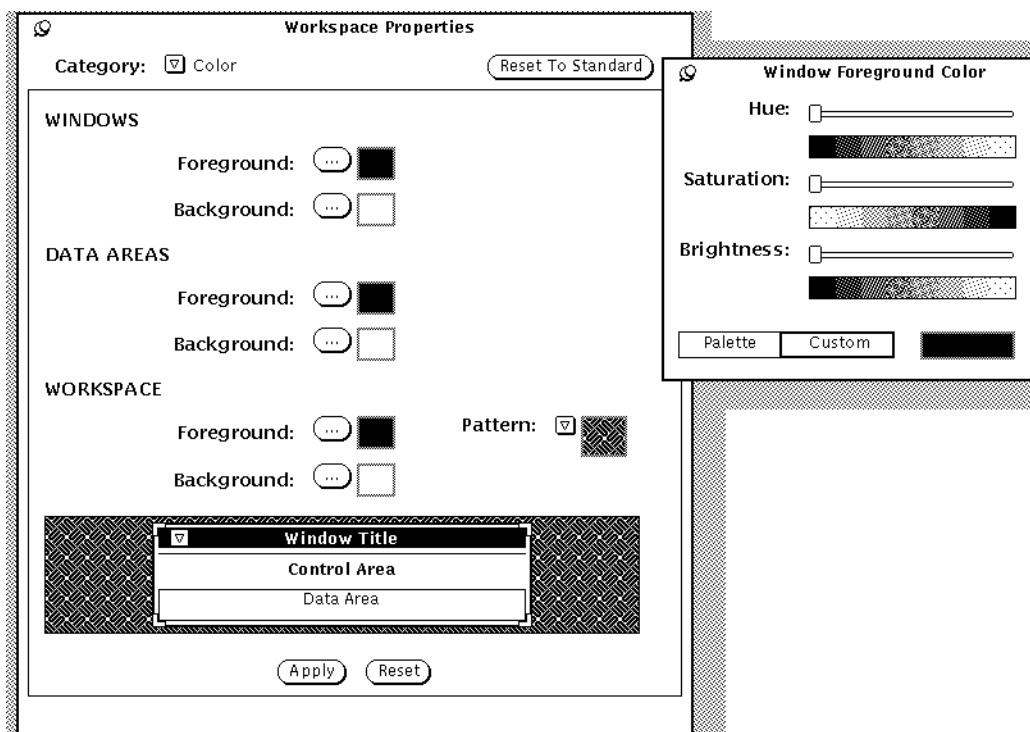 Workspace Properties
Category: Color
Reset To Standard
WINDOWS
Foreground: ...
Background: ...
DATA AREAS
Foreground: ...
Background: ...
WORKSPACE
Foreground: ...
Pattern:
Background: ...
Window Title
Control Area
Data Area
Apply Reset
Window Foreground Color
Hue:
Saturation:
Brightness:
Palette Custom